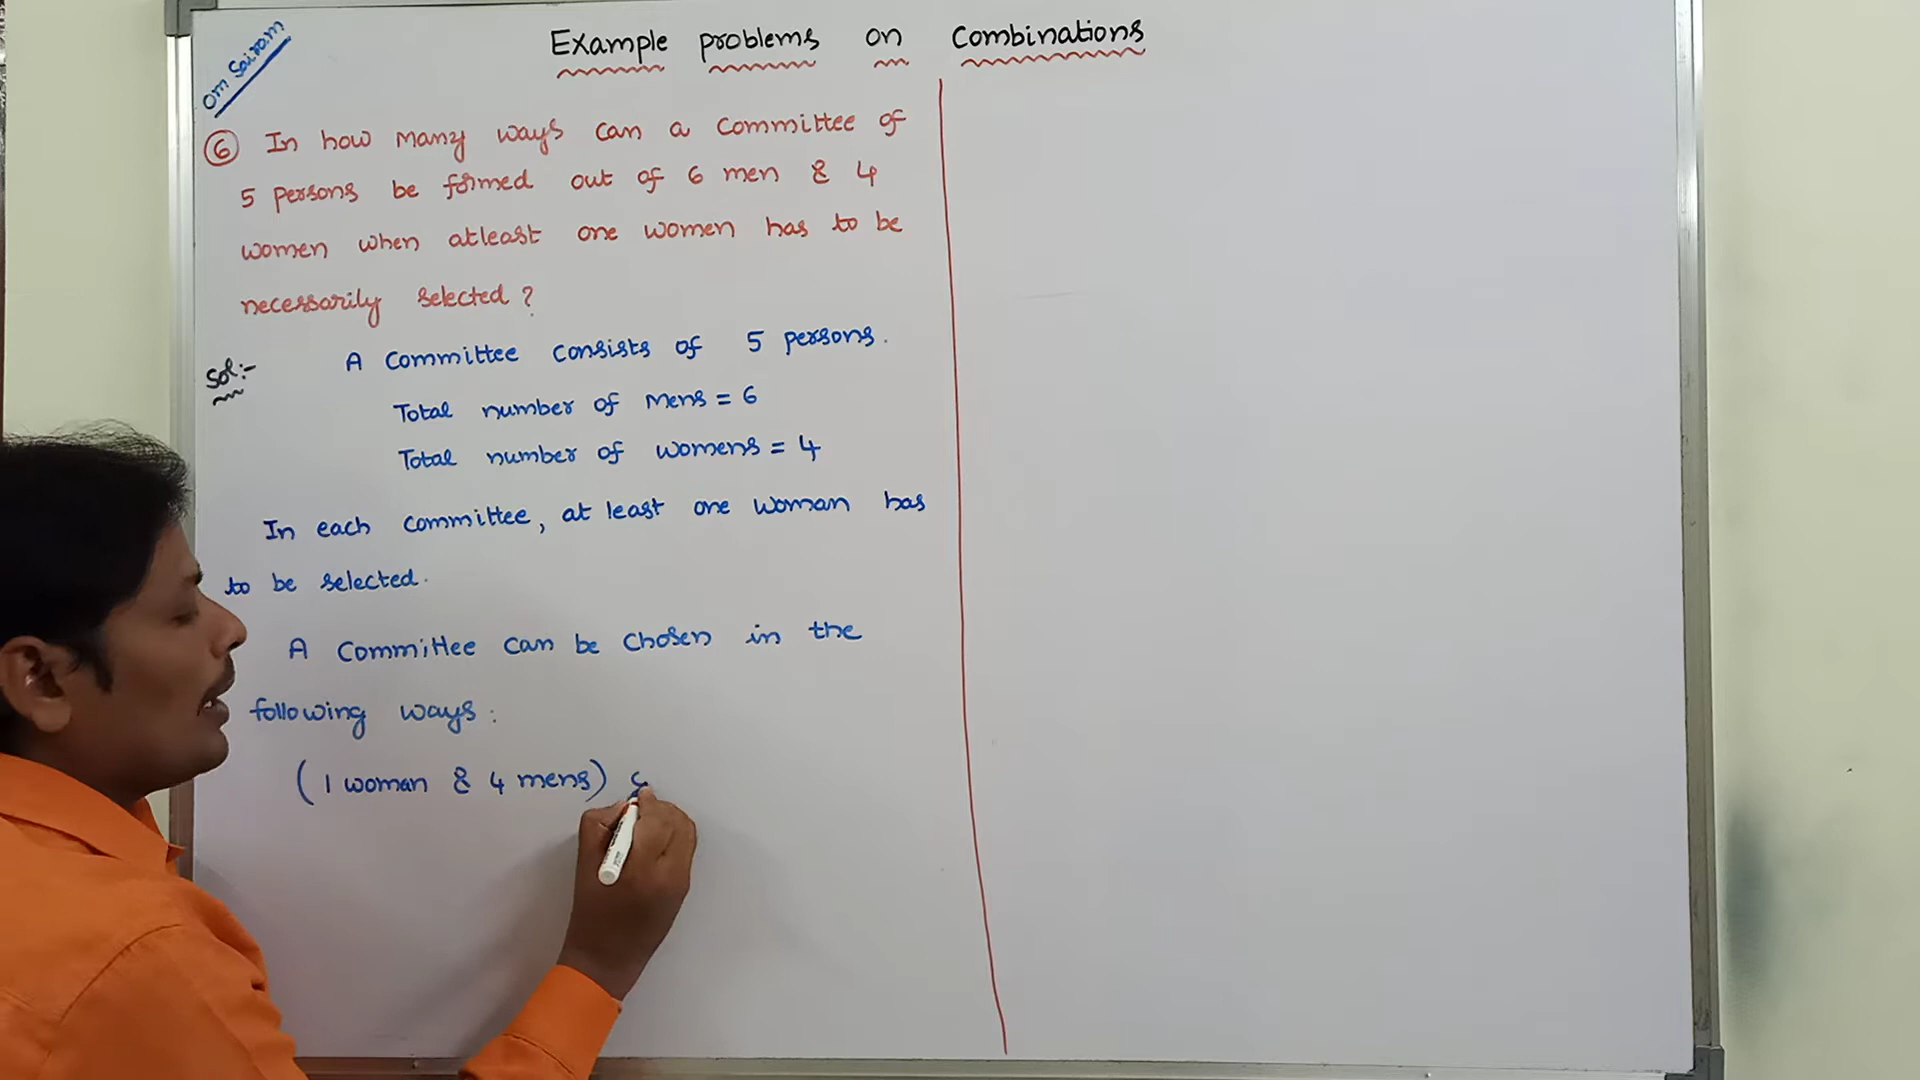 Om Sairam
Example problems on Combinations
6 In how many ways can a committee of
5 persons be formed out of 6 men & 4
women when atleast one women has to be
necessarily selected?
Sol:- A Committee consists of 5 persons.
Total number of mens = 6
Total number of womens = 4
In each committee, at least one woman has
to be selected.
A Committee can be chosen in the
following ways:
(1 woman & 4 mens)